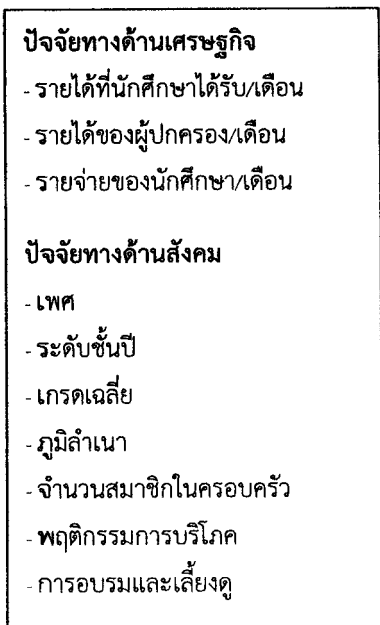 ปัจจัยทางด้านเศรษฐกิจ
- รายได้ที่นักศึกษาได้รับ/เดือน
- รายได้ของผู้ปกครอง/เดือน
- รายจ่ายของนักศึกษา/เดือน
ปัจจัยทางด้านสังคม
- เพศ
- ระดับชั้นปี
- เกรดเฉลี่ย
- ภูมิลำเนา
- จำนวนสมาชิกในครอบครัว
- พฤติกรรมการบริโภค
- การอบรมและเลี้ยงดู